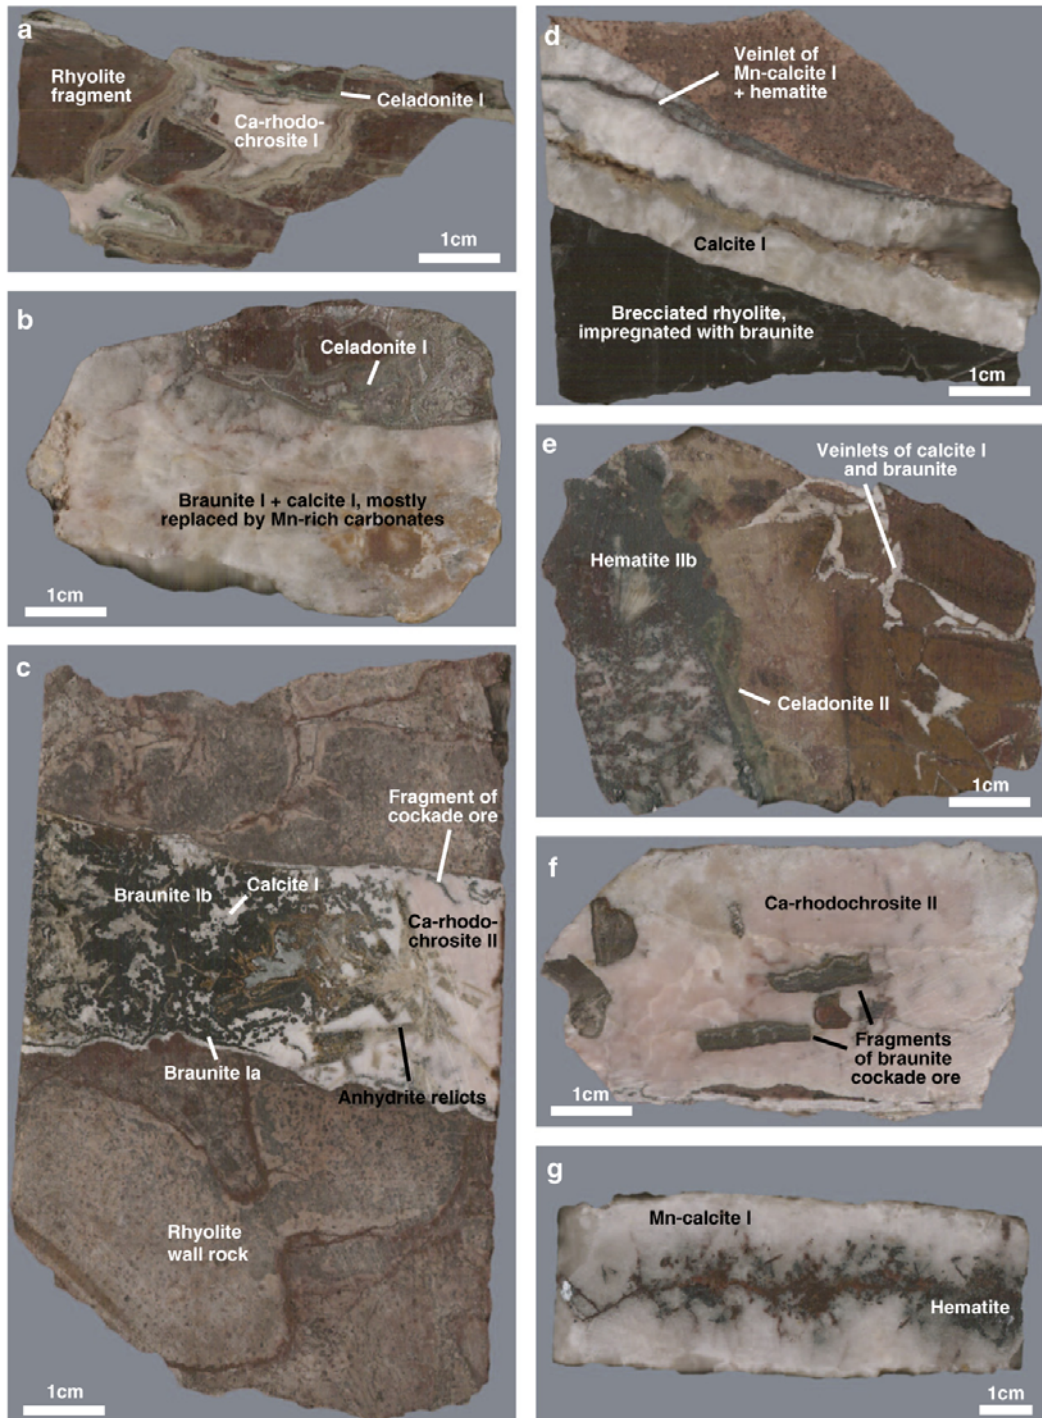 a
Rhyolite
fragment
Celadonite I
Ca-rhodo-
chrosite I
1cm
b
Celadonite I
Braunite I + calcite I, mostly
replaced by Mn-rich carbonates
1cm
c
Fragment of
cockade ore
Braunite Ib
Calcite I
Ca-rhodo-
chrosite II
Braunite Ia
Anhydrite relicts
Rhyolite
wall rock
1cm
d
Veinlet of
Mn-calcite I
+ hematite
Calcite I
Brecciated rhyolite,
impregnated with braunite
1cm
e
Veinlets of calcite I
and braunite
Hematite IIb
Celadonite II
1cm
f
Ca-rhodochrosite II
Fragments
of braunite
cockade ore
1cm
g
Mn-calcite I
Hematite
1cm